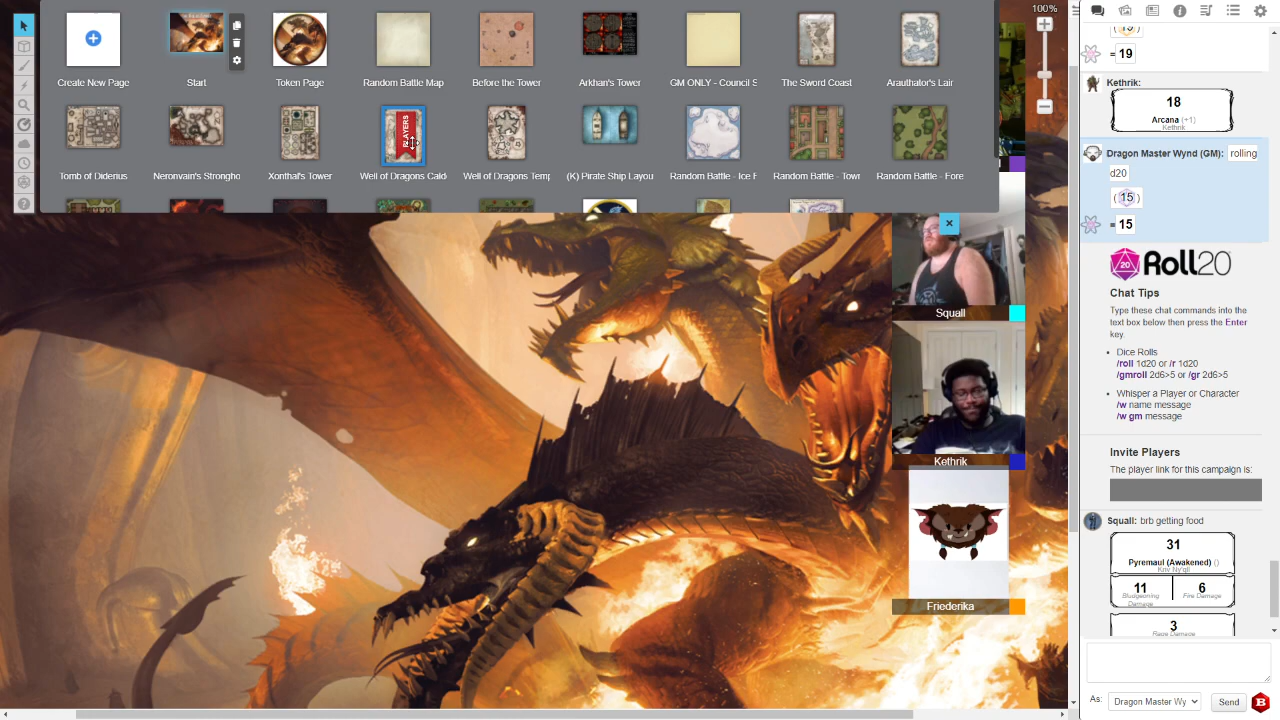 Create New Page
Start
Token Page
Random Battle Map
Before the Tower
Arkhan's Tower
GM ONLY - Council S
The Sword Coast
Arauthator's Lair
PLAYERS
Tomb of Diderius
Neronvain's Strongho
Xonthal's Tower
Well of Dragons Cald
Well of Dragons Temp
(K) Pirate Ship Layou
Random Battle - Ice F
Random Battle - Town
Random Battle - Fore
Squall
Kethrik
Friederika
100%
= 19
Kethrik:
18
Arcana (+1)
Kethrik
Dragon Master Wynd (GM): rolling
d20
(15)
= 15
20 Roll20
Chat Tips
Type these chat commands into the
text box below then press the Enter
key.
• Dice Rolls
/roll 1d20 or /r 1d20
/gmroll 2d6>5 or /gr 2d6>5
• Whisper a Player or Character
/w name message
/w gm message
Invite Players
The player link for this campaign is:
Squall: brb getting food
31
Pyremaul (Awakened) ()
11
Bludgeoning
Damage
6
Fire Damage
3
Rage Damage
As:
Dragon Master Wy
Send